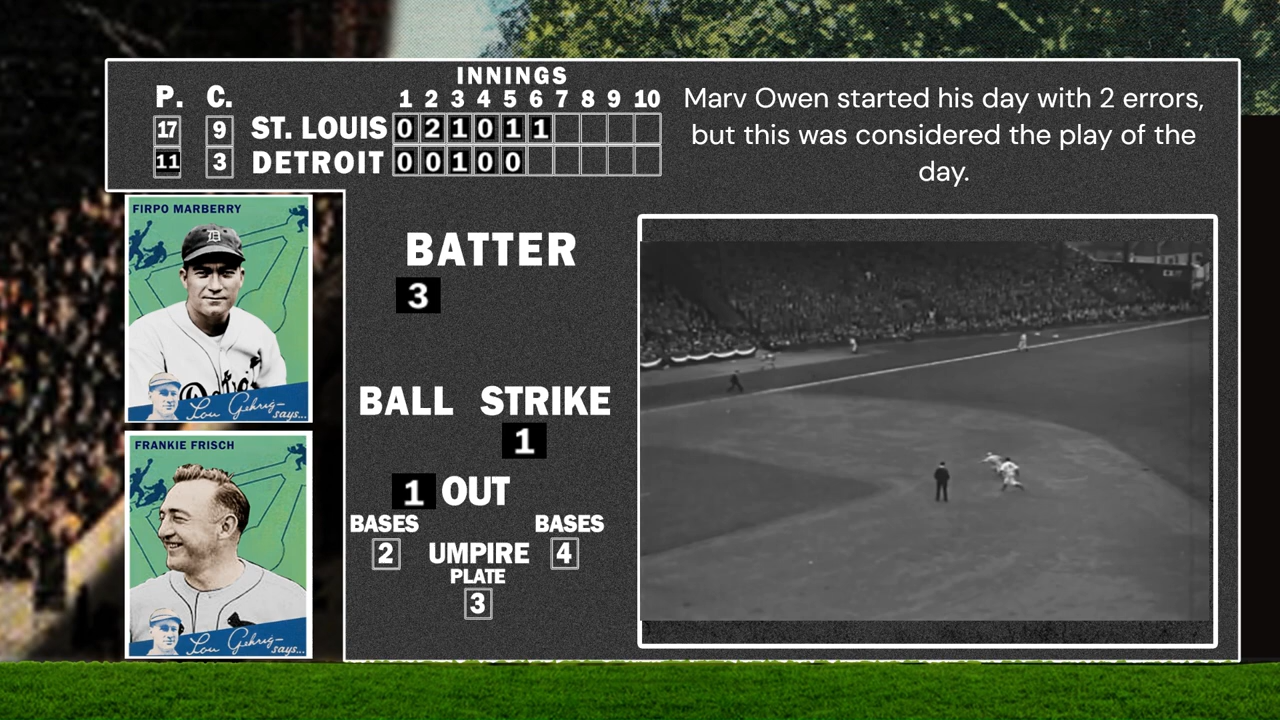 INNINGS
P. C. 1 2 3 4 5 6 7 8 9 10
17 9 ST. LOUIS 0 2 1 0 1 1
11 3 DETROIT 0 0 1 0 0
Marv Owen started his day with 2 errors,
but this was considered the play of the
day.
FIRPO MARBERRY
D
Lou Gehrig—
says...
FRANKIE FRISCH
Lou Gehrig—
says...
BATTER
3
BALL STRIKE
1
1 OUT
BASES BASES
2 UMPIRE 4
PLATE
3